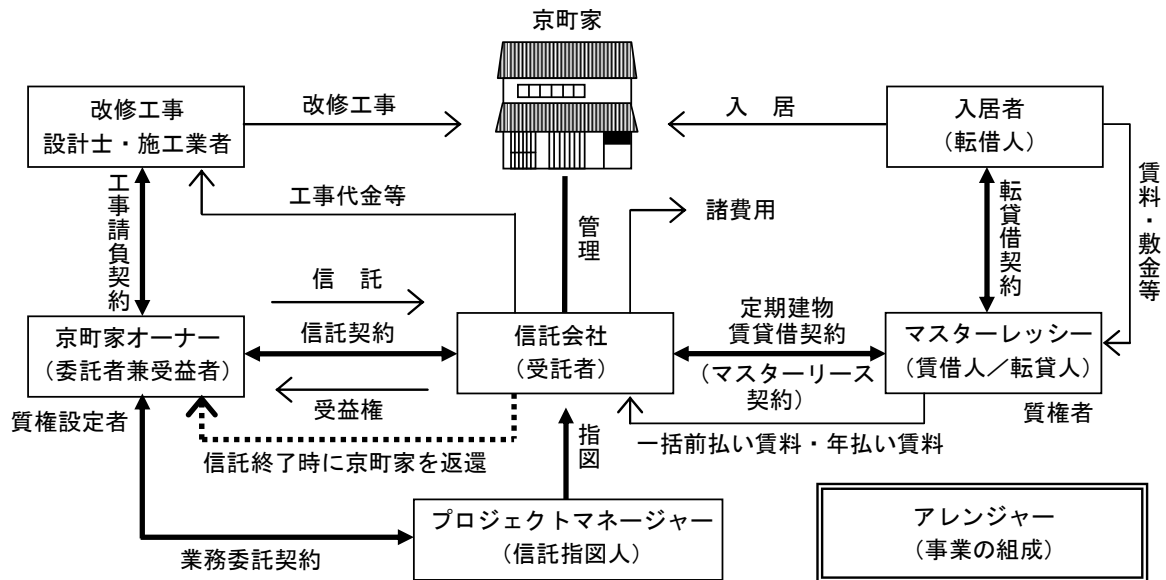 京町家
改修工事
設計士・施工業者
改修工事
入　居
入居者
（転借人）
工事請負契約
工事代金等
管理
諸費用
転貸借契約
賃料・敷金等
信　託
京町家オーナー
（委託者兼受益者）
信託契約
信託会社
（受託者）
定期建物
賃貸借契約
（マスターリース
契約）
マスターレッシー
（賃借人／転貸人）
質権設定者
受益権
質権者
信託終了時に京町家を返還
指図
一括前払い賃料・年払い賃料
業務委託契約
プロジェクトマネージャー
（信託指図人）
アレンジャー
（事業の組成）